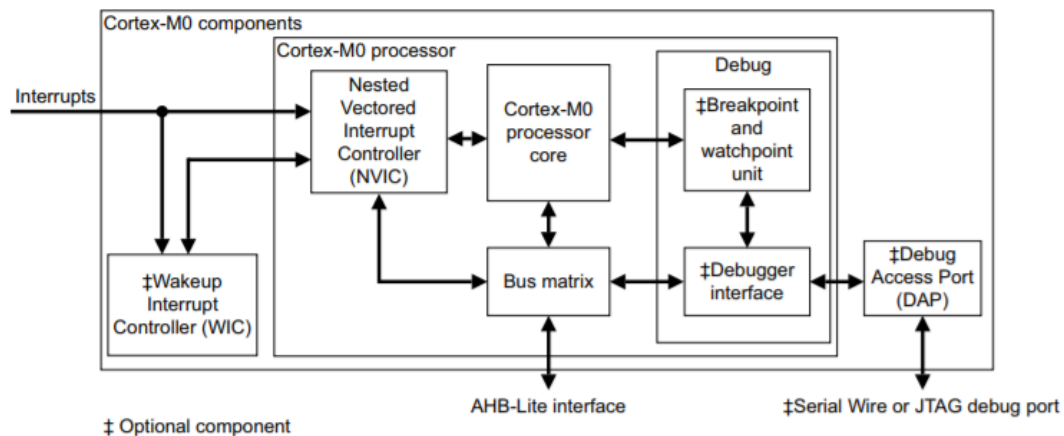 Cortex-M0 components
Cortex-M0 processor
Debug
Interrupts
Nested
Vectored
Interrupt
Controller
(NVIC)
Cortex-M0
processor
core
‡Breakpoint
and
watchpoint
unit
‡Wakeup
Interrupt
Controller (WIC)
Bus matrix
‡Debugger
interface
‡Debug
Access Port
(DAP)
AHB-Lite interface
‡Serial Wire or JTAG debug port
‡ Optional component